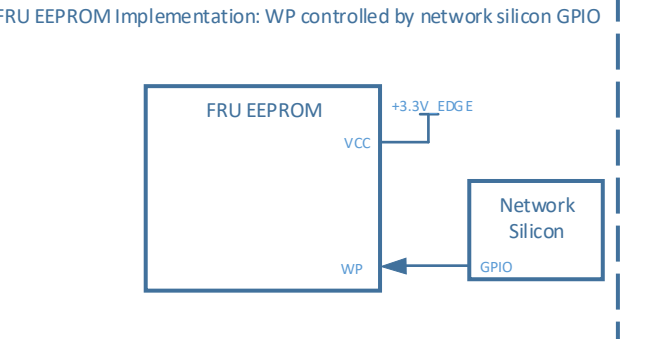 FRU EEPROM Implementation: WP controlled by network silicon GPIO
FRU EEPROM
+3.3V_EDGE
VCC
Network
Silicon
WP
GPIO